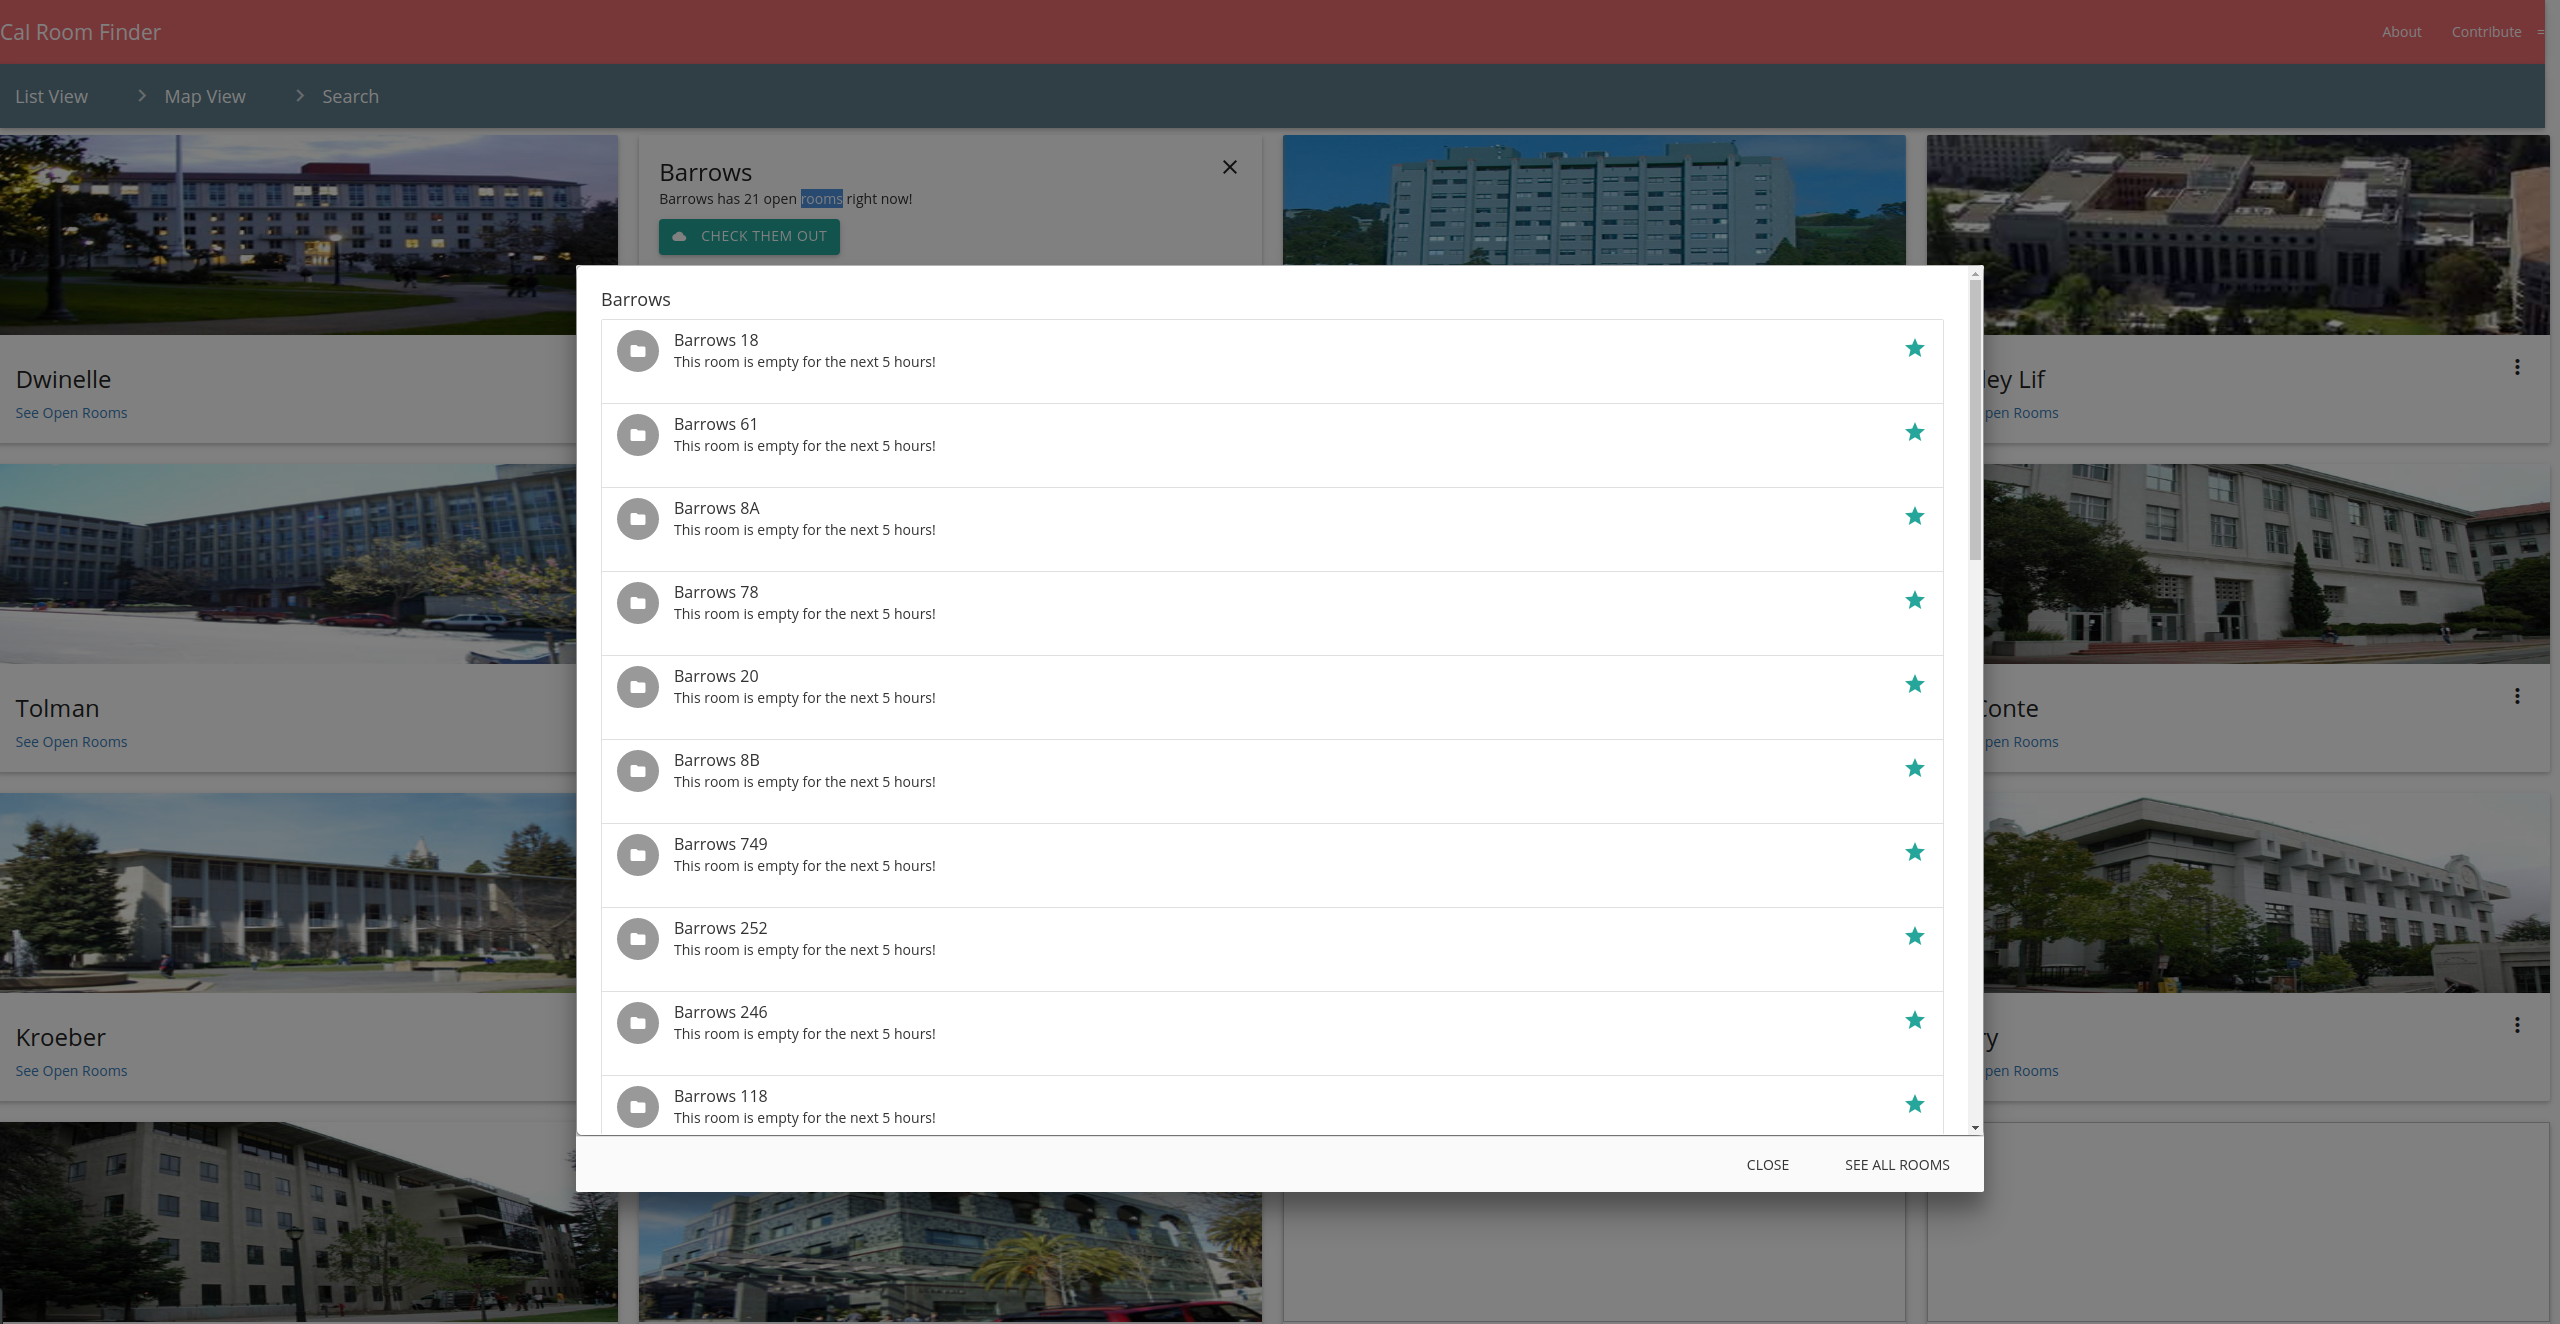 Cal Room Finder
About Contribute
List View Map View Search
Barrows
Barrows has 21 open rooms right now!
CHECK THEM OUT
Dwinelle
See Open Rooms
ley Lif
pen Rooms
Tolman
See Open Rooms
Conte
pen Rooms
Kroeber
See Open Rooms
ry
pen Rooms
Barrows
Barrows 18
This room is empty for the next 5 hours!
Barrows 61
This room is empty for the next 5 hours!
Barrows 8A
This room is empty for the next 5 hours!
Barrows 78
This room is empty for the next 5 hours!
Barrows 20
This room is empty for the next 5 hours!
Barrows 8B
This room is empty for the next 5 hours!
Barrows 749
This room is empty for the next 5 hours!
Barrows 252
This room is empty for the next 5 hours!
Barrows 246
This room is empty for the next 5 hours!
Barrows 118
This room is empty for the next 5 hours!
CLOSE SEE ALL ROOMS